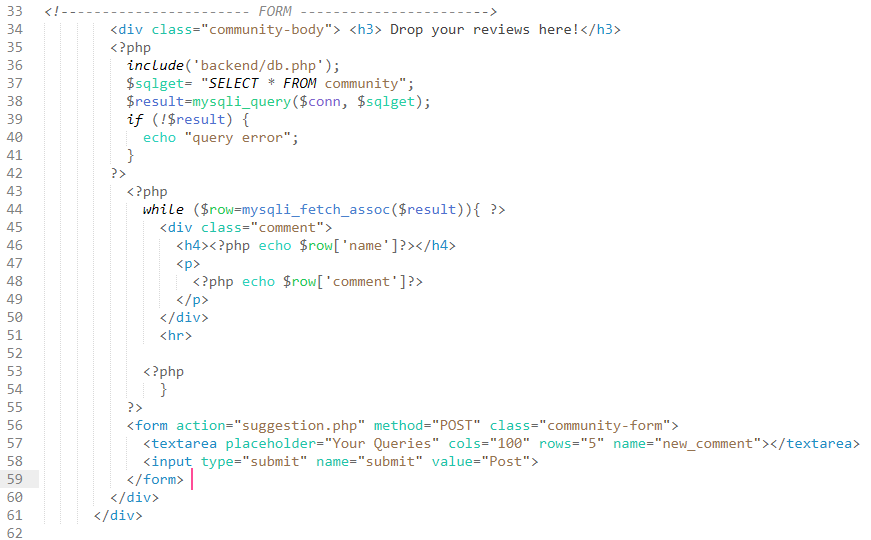 33 <!----------------------- FORM ----------------------->
34 <div class="community-body"> <h3> Drop your reviews here!</h3>
35 <?php
36 include('backend/db.php');
37 $sqlget= "SELECT * FROM community";
38 $result=mysqli_query($conn, $sqlget);
39 if (!$result) {
40 echo "query error";
41 }
42 ?>
43 <?php
44 while ($row=mysqli_fetch_assoc($result)){ ?>
45 <div class="comment">
46 <h4><?php echo $row['name']?></h4>
47 <p>
48 <?php echo $row['comment']?>
49 </p>
50 </div>
51 <hr>
52
53 <?php
54 }
55 ?>
56 <form action="suggestion.php" method="POST" class="community-form">
57 <textarea placeholder="Your Queries" cols="100" rows="5" name="new_comment"></textarea>
58 <input type="submit" name="submit" value="Post">
59 </form>
60 </div>
61 </div>
62